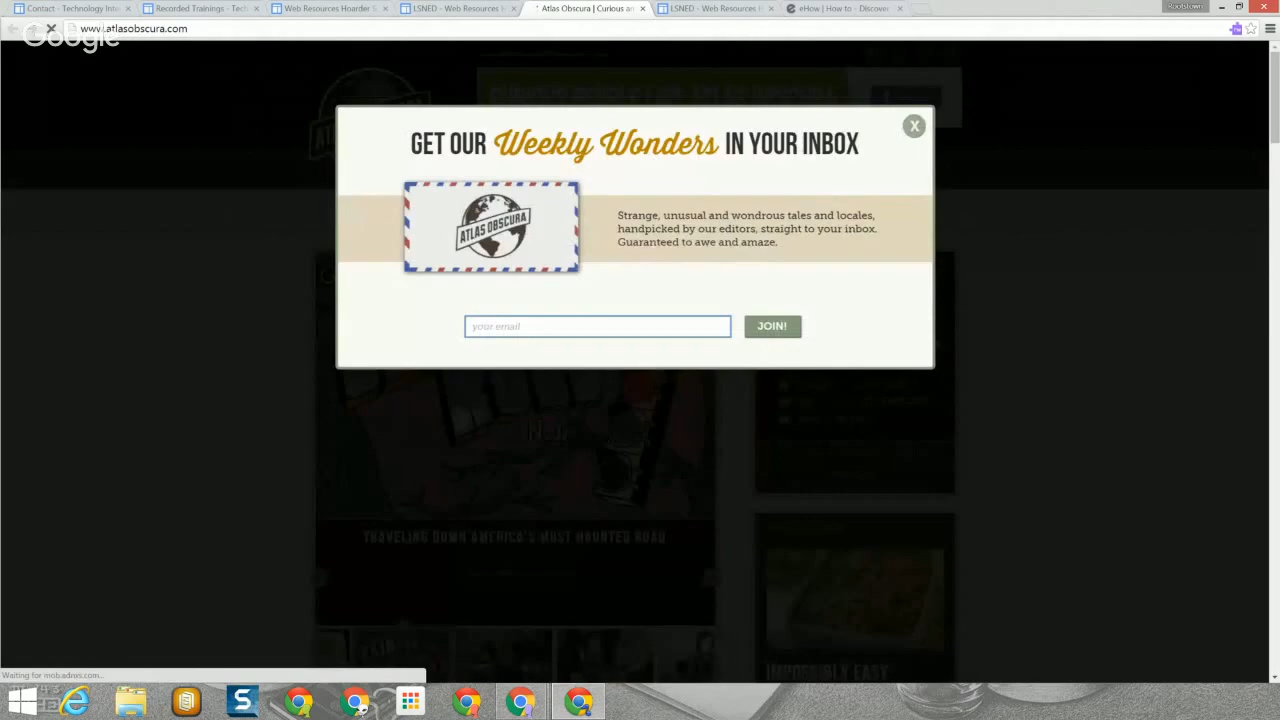 Contact - Technology Inte
Recorded Trainings - Tech
Web Resources Hoarder S
LSNED - Web Resources H
Atlas Obscura | Curious an
LSNED - Web Resources H
eHow | How to - Discover
Rootstown
www.atlasobscura.com
Google
GET OUR Weekly Wonders IN YOUR INBOX
X
ATLAS OBSCURA
Strange, unusual and wondrous tales and locales,
handpicked by our editors, straight to your inbox.
Guaranteed to awe and amaze.
your email
JOIN!
TRAVELING DOWN AMERICA'S MOST HAUNTED ROAD
IMPOSSIBLY EASY
Waiting for mob.adnxs.com...